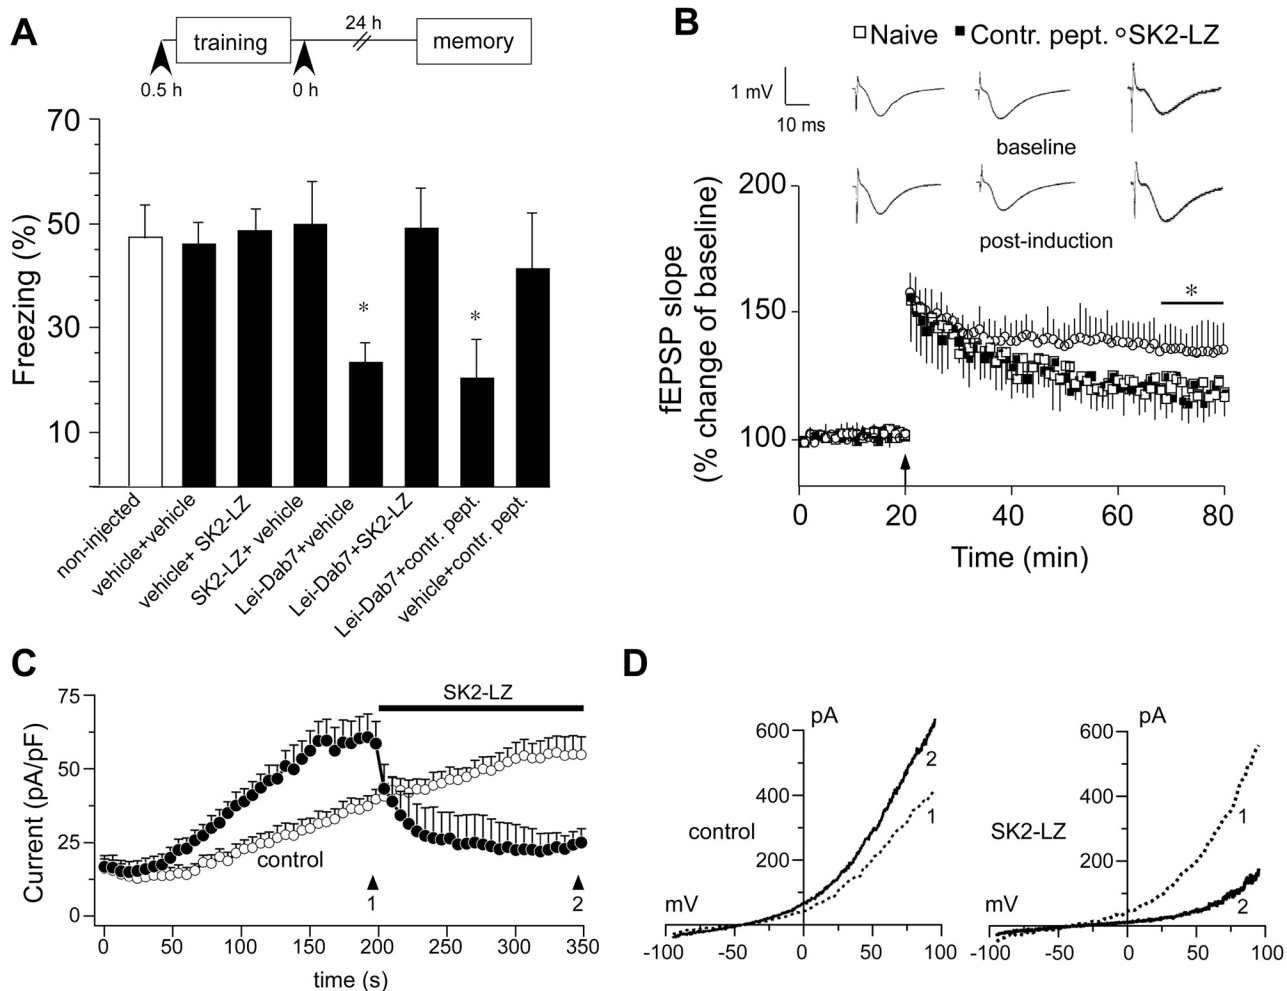 A
training
24 h
memory
0.5 h
0 h
70
50
30
10
Freezing (%)
non-injected
vehicle+vehicle
vehicle+ SK2-LZ
SK2-LZ+ vehicle
Lei-Dab7+vehicle
Lei-Dab7+SK2-LZ
Lei-Dab7+contr. pept.
vehicle+contr. pept.
*
*
B
Naive
Contr. pept.
SK2-LZ
1 mV
10 ms
baseline
post-induction
200
150
100
fEPSP slope
(% change of baseline)
*
0
20
40
60
80
Time (min)
C
SK2-LZ
75
50
25
0
Current (pA/pF)
control
1
2
0
50
100
150
200
250
300
350
time (s)
D
pA
600
400
200
control
2
1
mV
-100
-50
0
50
100
pA
600
400
200
SK2-LZ
1
2
mV
-100
-50
0
50
100